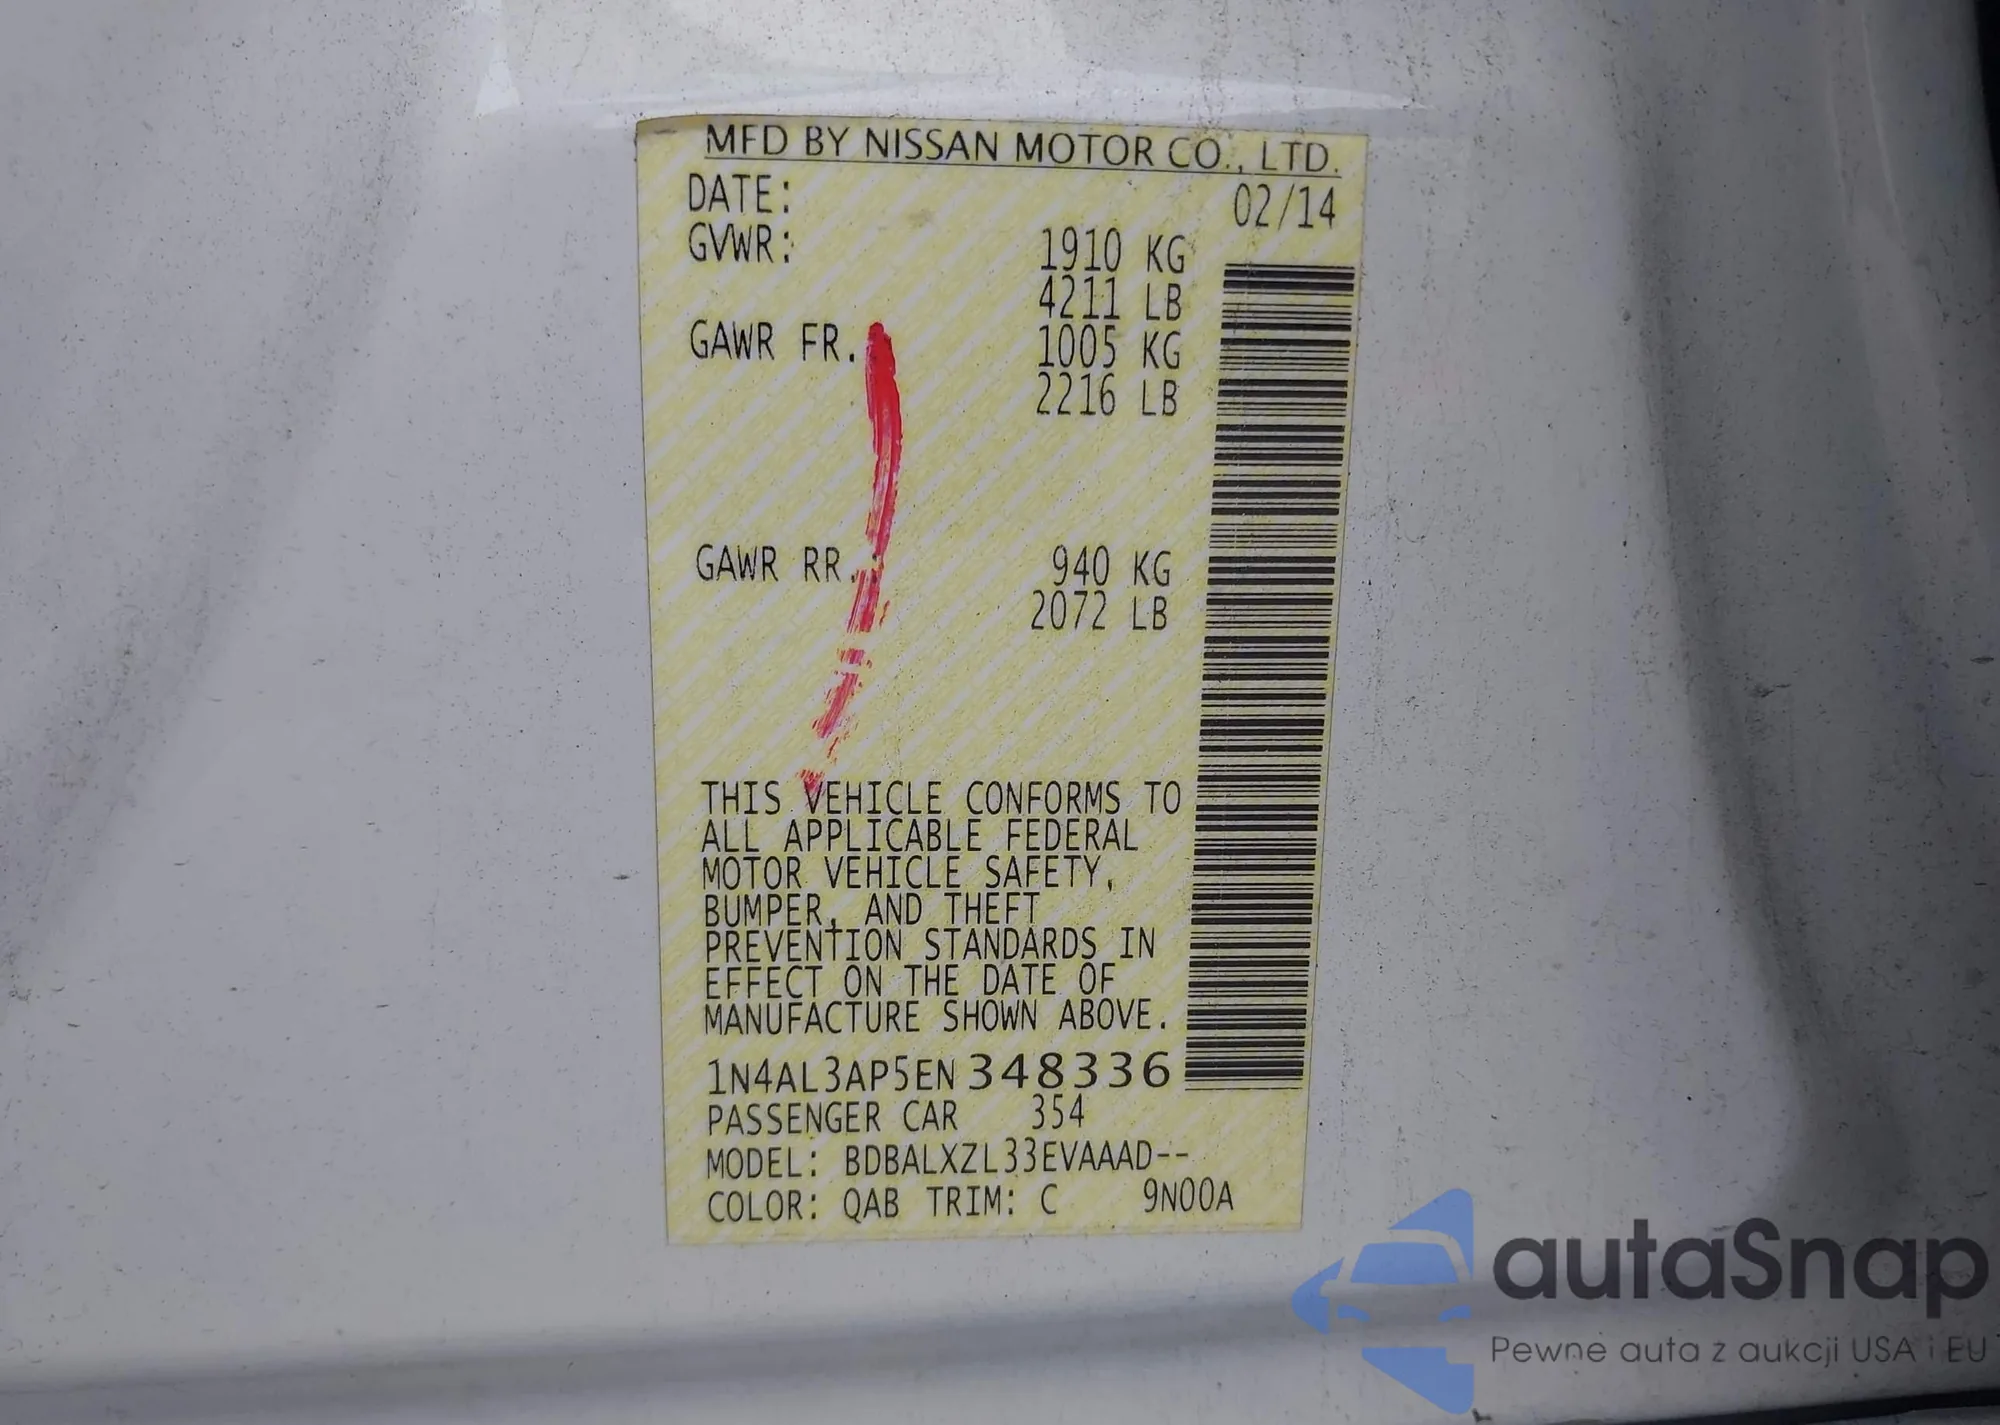 MFD BY NISSAN MOTOR CO., LTD.
DATE: 02/14
GVWR: 1910 KG
4211 LB
GAWR FR. 1005 KG
2216 LB
GAWR RR. 940 KG
2072 LB
THIS VEHICLE CONFORMS TO
ALL APPLICABLE FEDERAL
MOTOR VEHICLE SAFETY,
BUMPER, AND THEFT
PREVENTION STANDARDS IN
EFFECT ON THE DATE OF
MANUFACTURE SHOWN ABOVE.
1N4AL3AP5EN348336
PASSENGER CAR 354
MODEL: BDBALXZL33EVAAAD--
COLOR: QAB TRIM: C 9N00A
autaSnap
Pewne auta z aukcji USA i EU